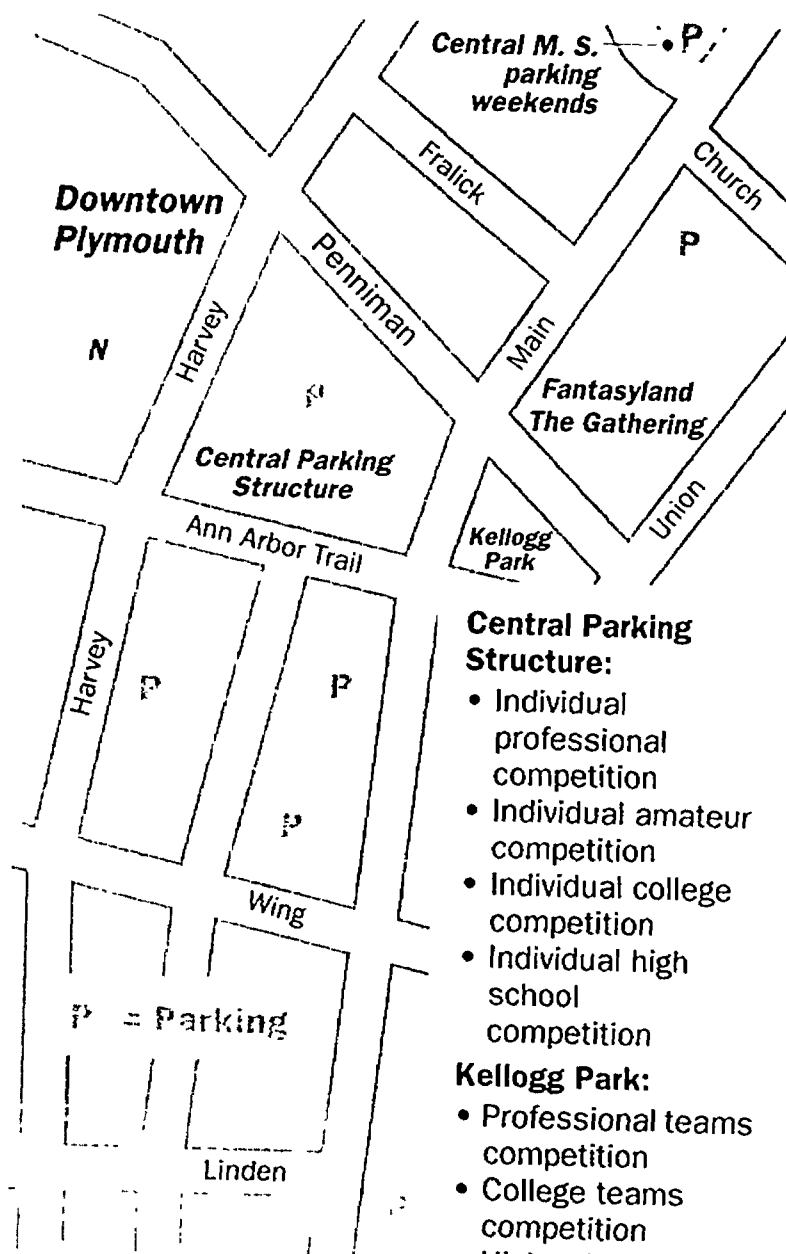 Central M. S.
parking
weekends
P
Church
Fralick
Downtown
Plymouth
P
Penniman
Harvey
Main
N
P
Fantasyland
The Gathering
Central Parking
Structure
Union
Ann Arbor Trail
Kellogg
Park
Central Parking
Structure:
• Individual
professional
competition
• Individual amateur
competition
• Individual college
competition
• Individual high
school
competition
Kellogg Park:
• Professional teams
competition
• College teams
competition
Harvey
P
P
P
Wing
P = Parking
Linden
P